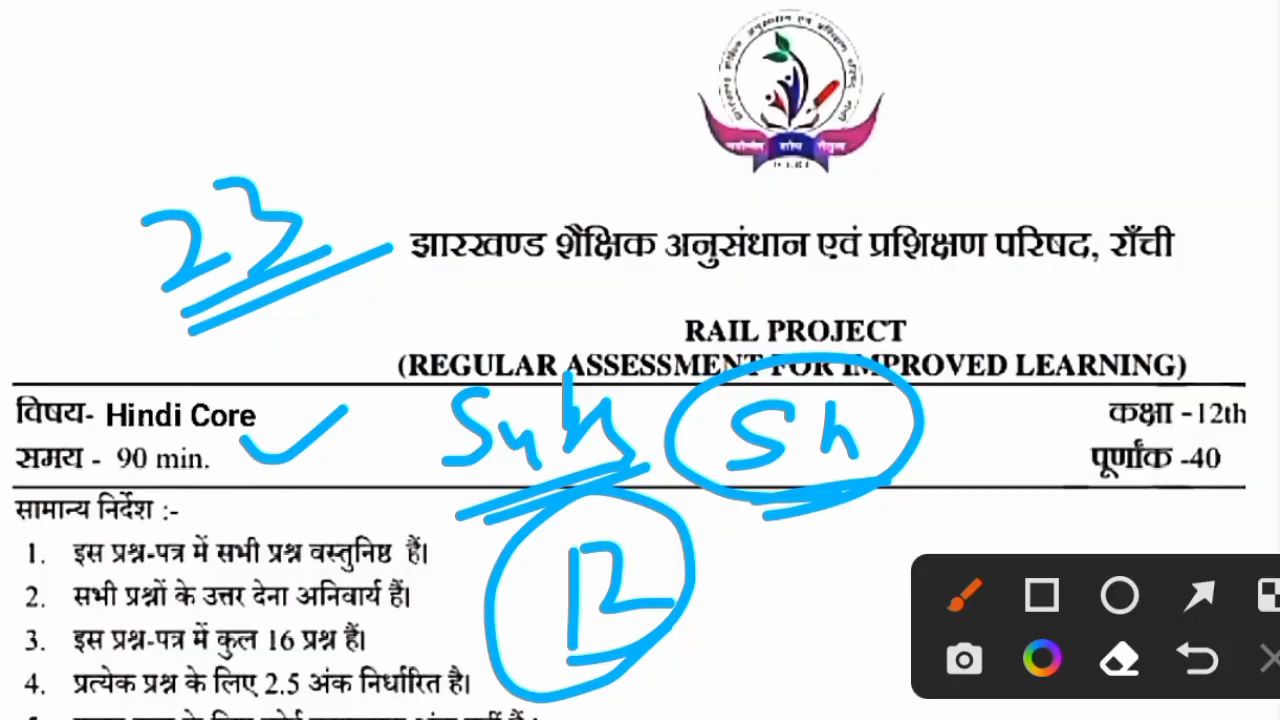 23
झारखण्ड शैक्षिक अनुसंधान एवं प्रशिक्षण परिषद, राँची
RAIL PROJECT
(REGULAR ASSESSMENT FOR IMPROVED LEARNING)
विषय- Hindi Core
कक्षा -12th
Sh
समय - 90 min.
पूर्णांक -40
सामान्य निर्देश :-
1. इस प्रश्न-पत्र में सभी प्रश्न वस्तुनिष्ठ हैं।
12
2. सभी प्रश्नों के उत्तर देना अनिवार्य हैं।
3. इस प्रश्न-पत्र में कुल 16 प्रश्न हैं।
4. प्रत्येक प्रश्न के लिए 2.5 अंक निर्धारित है।